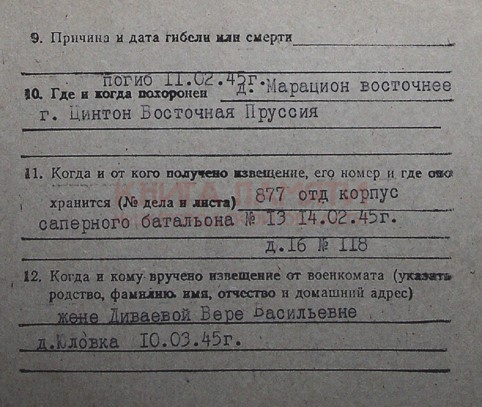 9. Причина и дата гибели или смерти
погиб 11.02.45г.
10. Где и когда похоронен д. Марацион восточнее
г. Цинтон Восточная Пруссия
11. Когда и от кого получено извещение, его номер и где оно
хранится (№ дела и листа) 877 отд корпус
саперного батальона № 13 14.02.45г.
д.16 № 118
12. Когда и кому вручено извещение от военкомата (указать
родство, фамилию, имя, отчество и домашний адрес)
жене Диваевой Вере Васильевне
д.Юловка 10.03.45г.